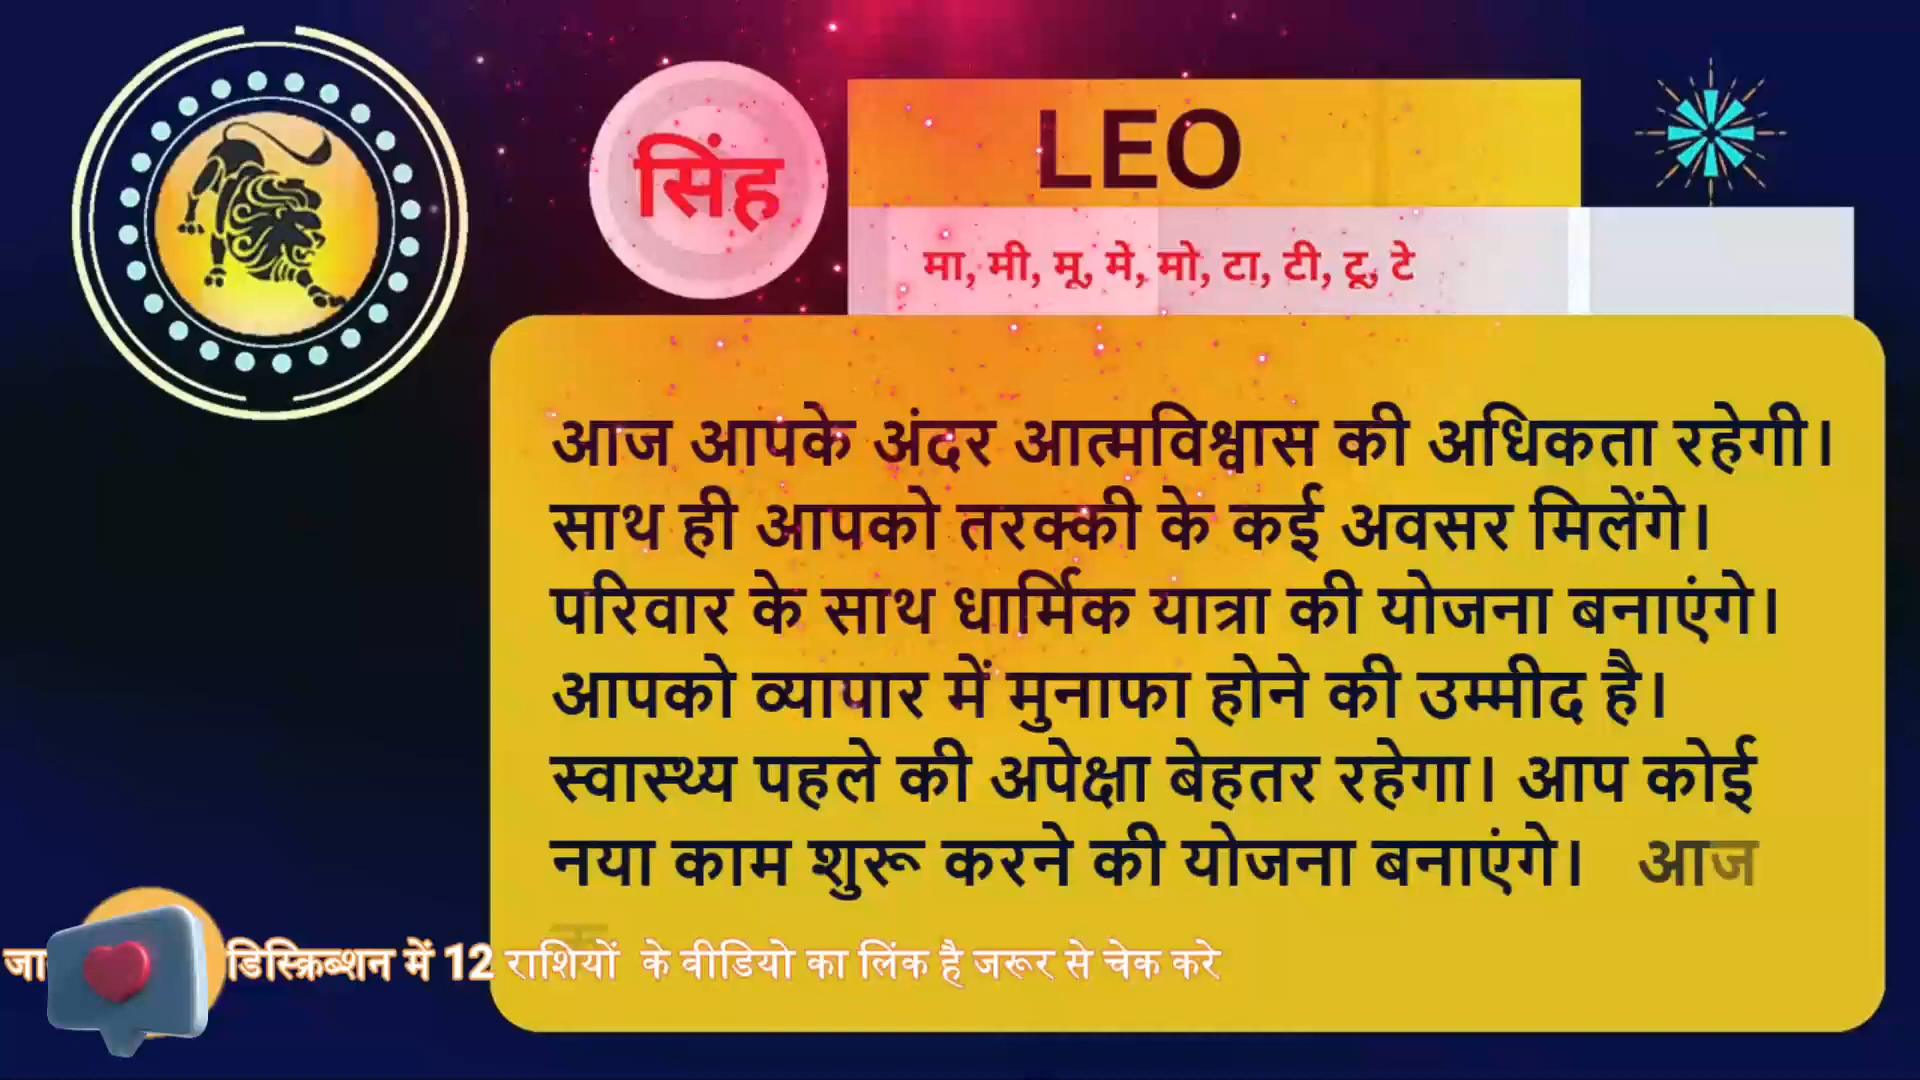 सिंह
LEO
मा, मी, मू, मे, मो, टा, टी, टू, टे
आज आपके अंदर आत्मविश्वास की अधिकता रहेगी।
साथ ही आपको तरक्की के कई अवसर मिलेंगे।
परिवार के साथ धार्मिक यात्रा की योजना बनाएंगे।
आपको व्यापार में मुनाफा होने की उम्मीद है।
स्वास्थ्य पहले की अपेक्षा बेहतर रहेगा। आप कोई
नया काम शुरू करने की योजना बनाएंगे। आज
डिस्क्रिब्शन में 12 राशियों के वीडियो का लिंक है जरूर से चेक करे